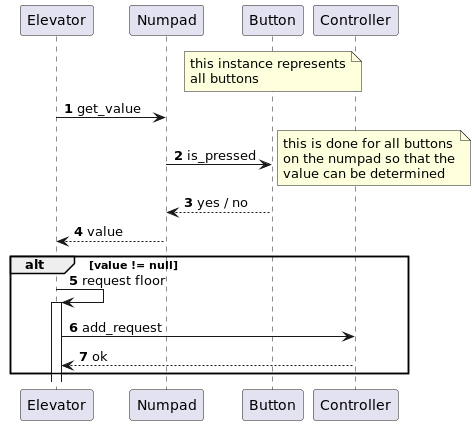 Elevator Numpad Button Controller
this instance represents
all buttons
1 get_value
this is done for all buttons
on the numpad so that the
value can be determined
2 is_pressed
3 yes / no
4 value
alt [value != null]
5 request floor
6 add_request
7 ok
Elevator Numpad Button Controller